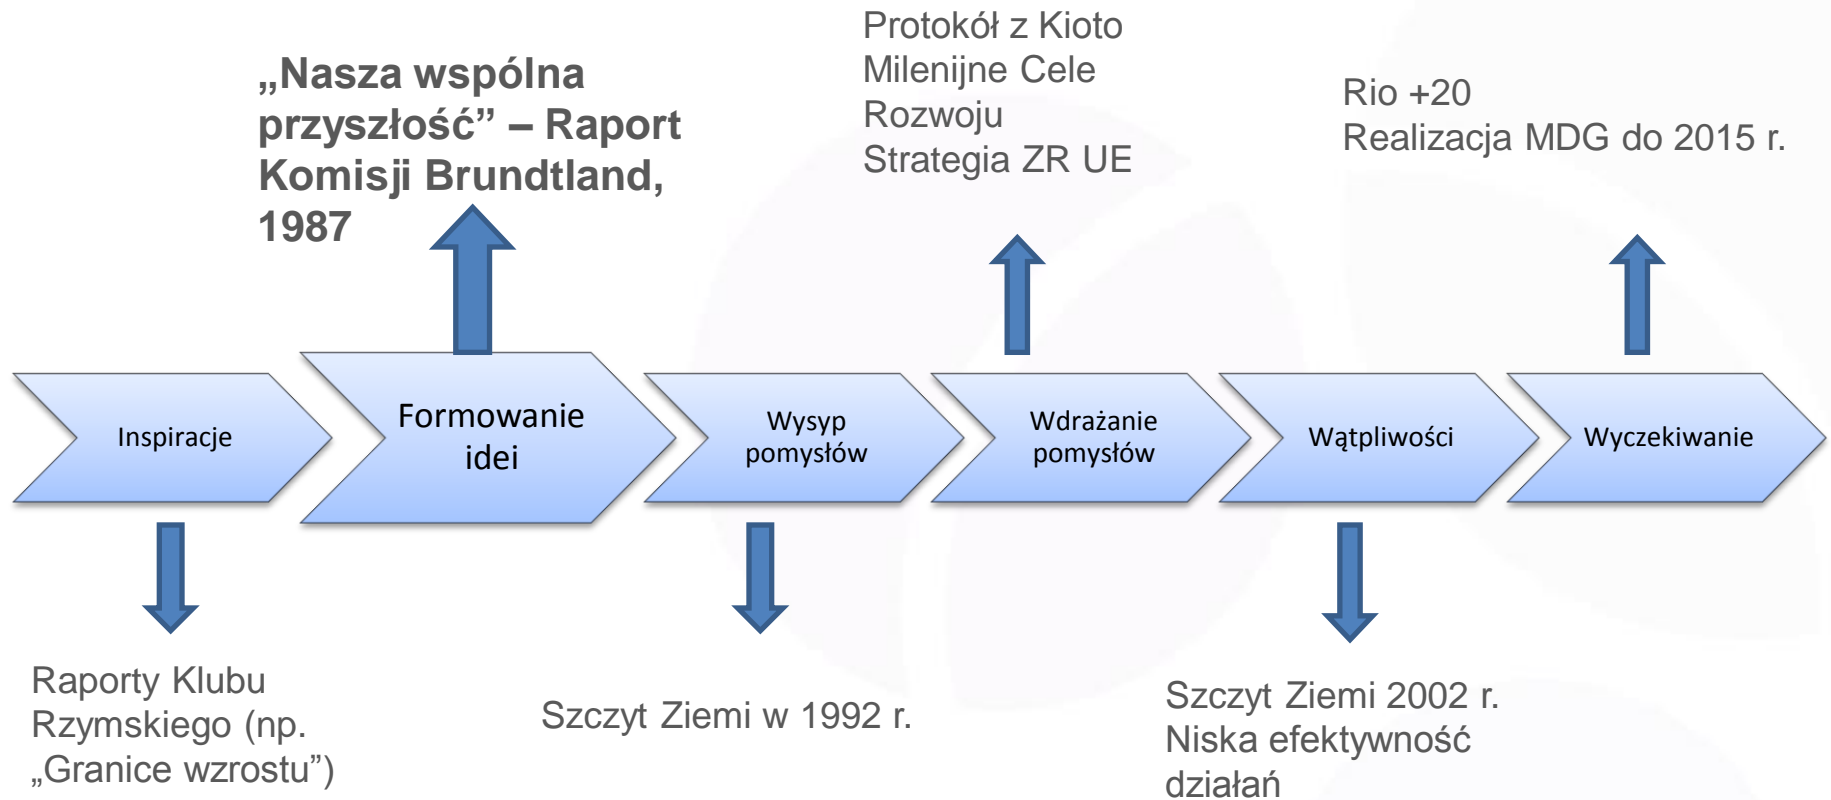 „Nasza wspólna
przyszłość” – Raport
Komisji Brundtland,
1987
Protokół z Kioto
Milenijne Cele
Rozwoju
Strategia ZR UE
Rio +20
Realizacja MDG do 2015 r.
Inspiracje
Formowanie
idei
Wysyp
pomysłów
Wdrażanie
pomysłów
Wątpliwości
Wyczekiwanie
Raporty Klubu
Rzymskiego (np.
„Granice wzrostu”)
Szczyt Ziemi w 1992 r.
Szczyt Ziemi 2002 r.
Niska efektywność
działań